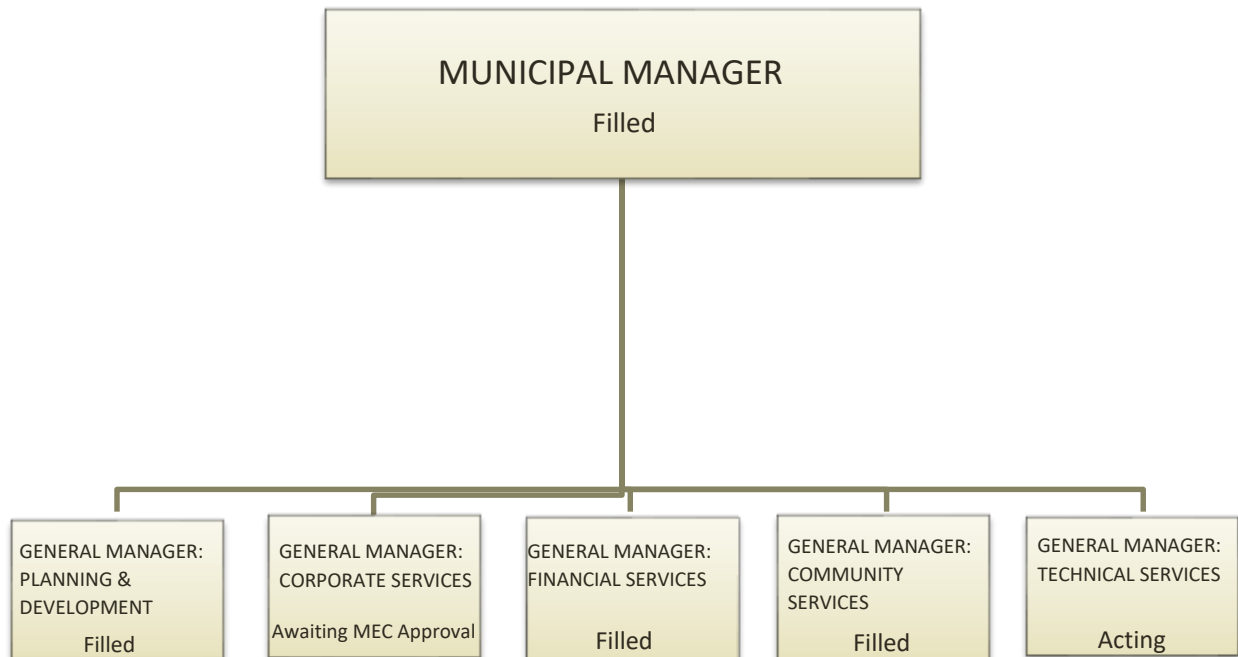 MUNICIPAL MANAGER
Filled
GENERAL MANAGER:
PLANNING &
DEVELOPMENT
Filled
GENERAL MANAGER:
CORPORATE SERVICES
Awaiting MEC Approval
GENERAL MANAGER:
FINANCIAL SERVICES
Filled
GENERAL MANAGER:
COMMUNITY
SERVICES
Filled
GENERAL MANAGER:
TECHNICAL SERVICES
Acting